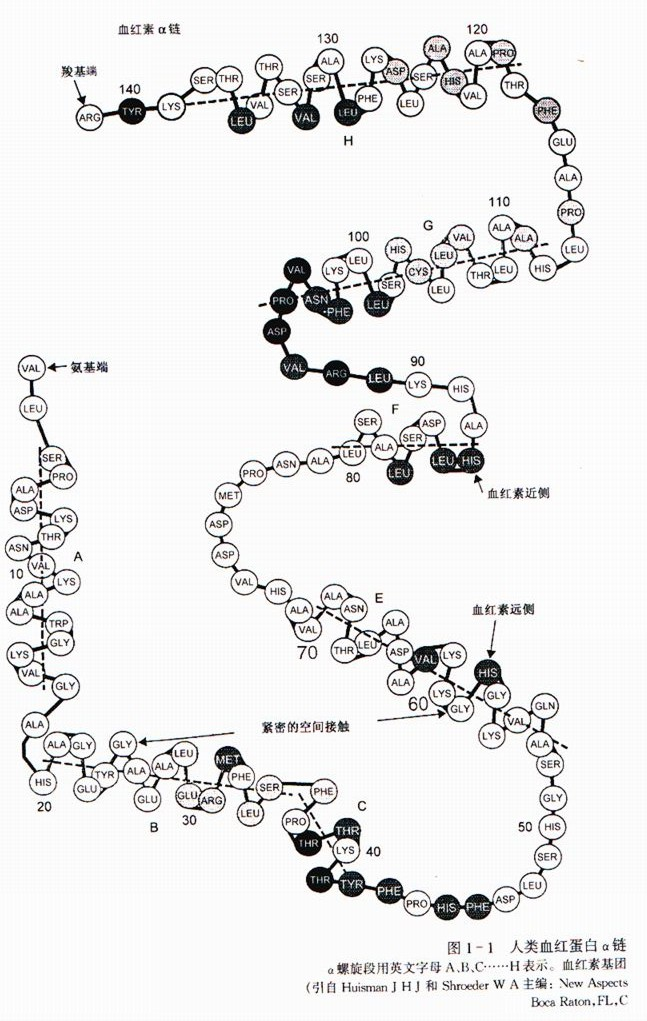 血红素α链
羧基端
140
130
120
H
ARG TYR LYS SER THR LEU VAL THR SER VAL SER ALA LEU PHE LYS ASP LEU SER ALA HIS VAL ALA PRO THR PHE GLU ALA PRO LEU
110
G
100
HIS ALA ALA LEU THR VAL LEU LEU CYS HIS SER LEU LEU LYS PHE ASN VAL PRO ASP VAL ARG LEU LYS HIS ALA
90
F
HIS LEU ASP SER LEU ALA SER LEU ALA ASN PRO MET ASP ASP VAL HIS ALA
80
血红素近侧
E
70
VAL ALA ASN THR LEU ALA ASP ALA VAL LYS LYS GLY HIS GLY LYS VAL GLN ALA
60
血红素远侧
SER GLY HIS SER LEU ASP PHE HIS PRO PHE TYR THR LYS THR THR PRO PHE
50
40
C
紧密的空间接触
SER LEU PHE MET ARG GLU LEU ALA GLU ALA GLY TYR GLU GLY ALA HIS
30
B
20
ALA GLY VAL LYS GLY TRP ALA ALA LYS VAL ASN THR LYS ASP ALA PRO SER LEU VAL
10
A
氨基端
图 1-1 人类血红蛋白α链
α螺旋段用英文字母 A、B、C……H 表示。血红素基团
(引自 Huisman J H J 和 Shroeder W A 主编: New Aspects
Boca Raton, FL, C